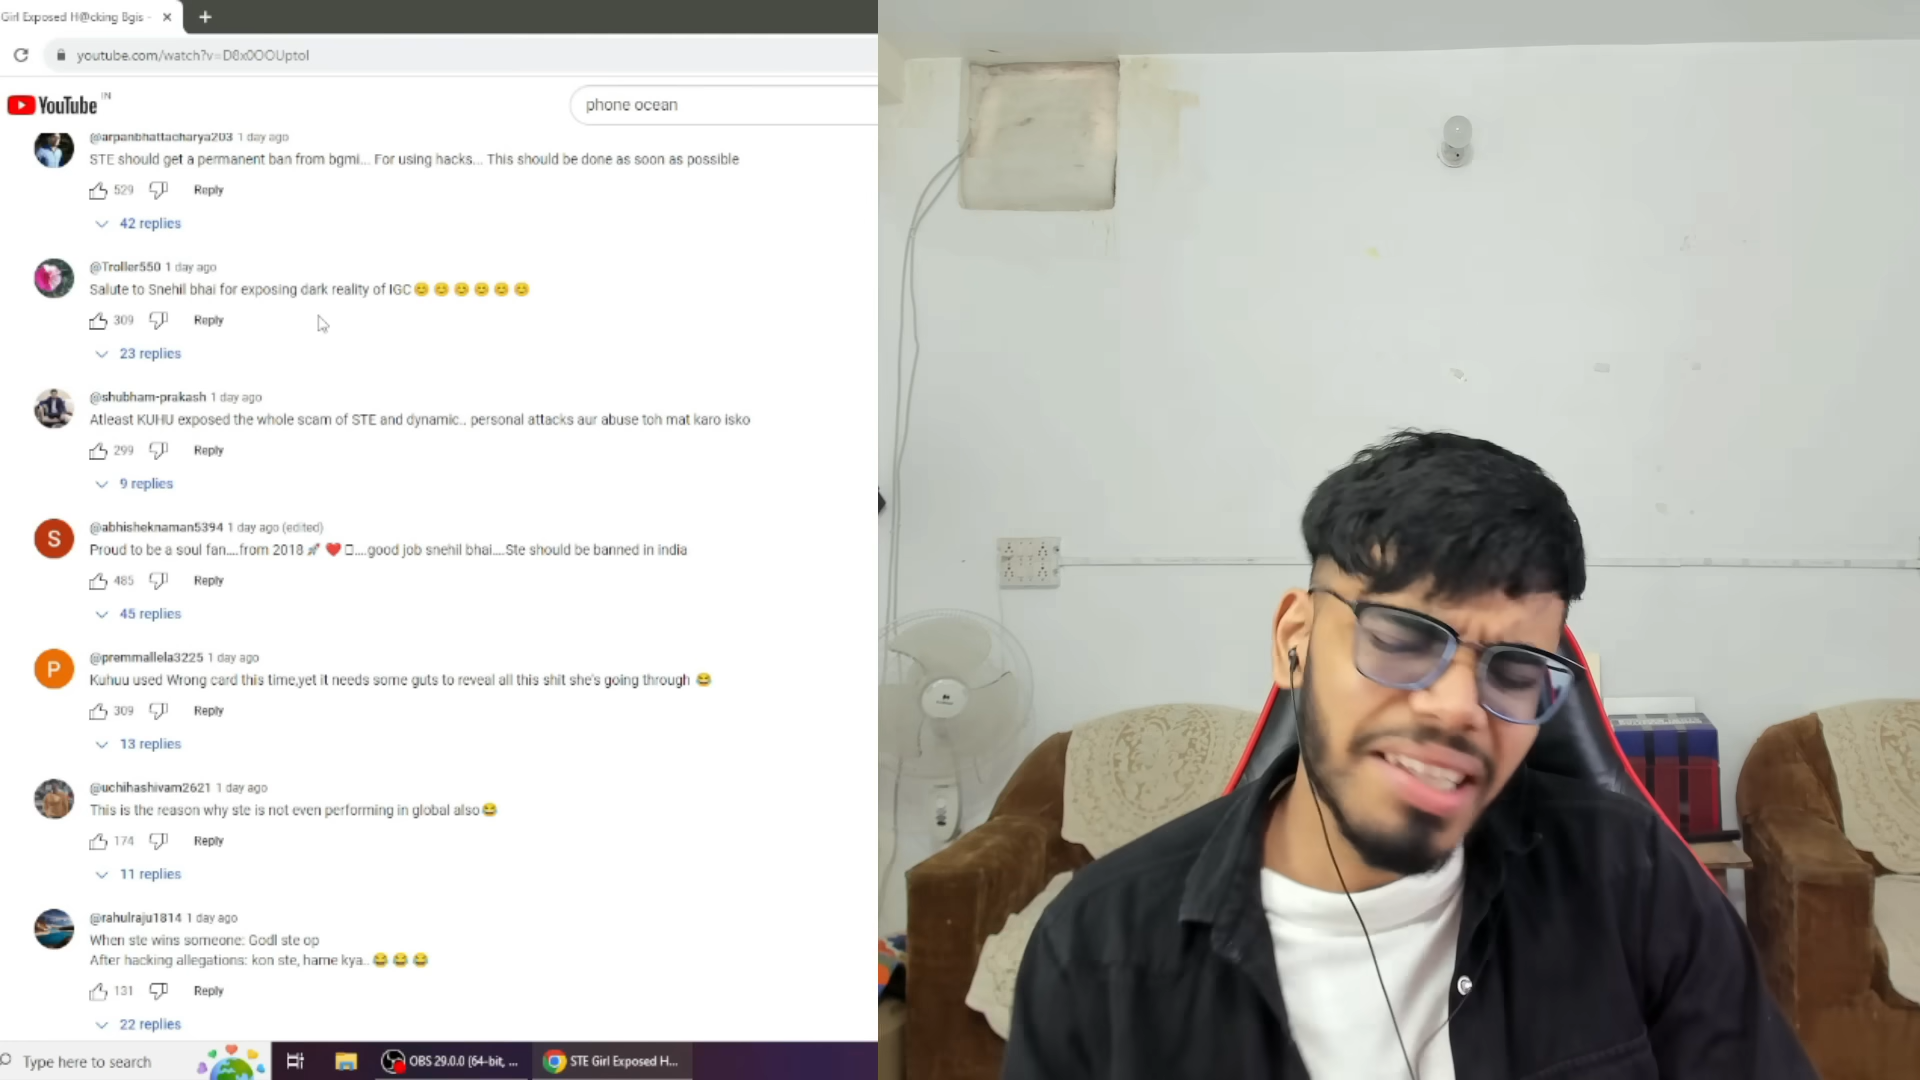 Girl Exposed H@cking Bgis -
youtube.com/watch?v=D8x0OOUptoI
YouTube IN
phone ocean
@arpanbhattacharya203 1 day ago
STE should get a permanent ban from bgmi... For using hacks... This should be done as soon as possible
529 Reply
42 replies
@Troller550 1 day ago
Salute to Snehil bhai for exposing dark reality of IGC😊😊😊😊😊😊
309 Reply
23 replies
@shubham-prakash 1 day ago
Atleast KUHU exposed the whole scam of STE and dynamic.. personal attacks aur abuse toh mat karo isko
299 Reply
9 replies
S
@abhisheknaman5394 1 day ago (edited)
Proud to be a soul fan....from 2018🚀❤️....good job snehil bhai....Ste should be banned in india
485 Reply
45 replies
P
@premmallela3225 1 day ago
Kuhuu used Wrong card this time,yet it needs some guts to reveal all this shit she's going through 😂
309 Reply
13 replies
@uchihashivam2621 1 day ago
This is the reason why ste is not even performing in global also😂
174 Reply
11 replies
@rahulraju1814 1 day ago
When ste wins someone: Godl ste op
After hacking allegations: kon ste, hame kya..😂😂😂
131 Reply
22 replies
Type here to search
OBS 29.0.0 (64-bit, ...
STE Girl Exposed H...